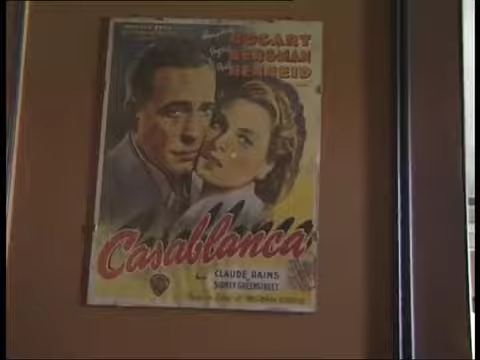 BOGART
BERGMAN
HENREID
Casablanca
CLAUDE RAINS
SIDNEY GREENSTREET